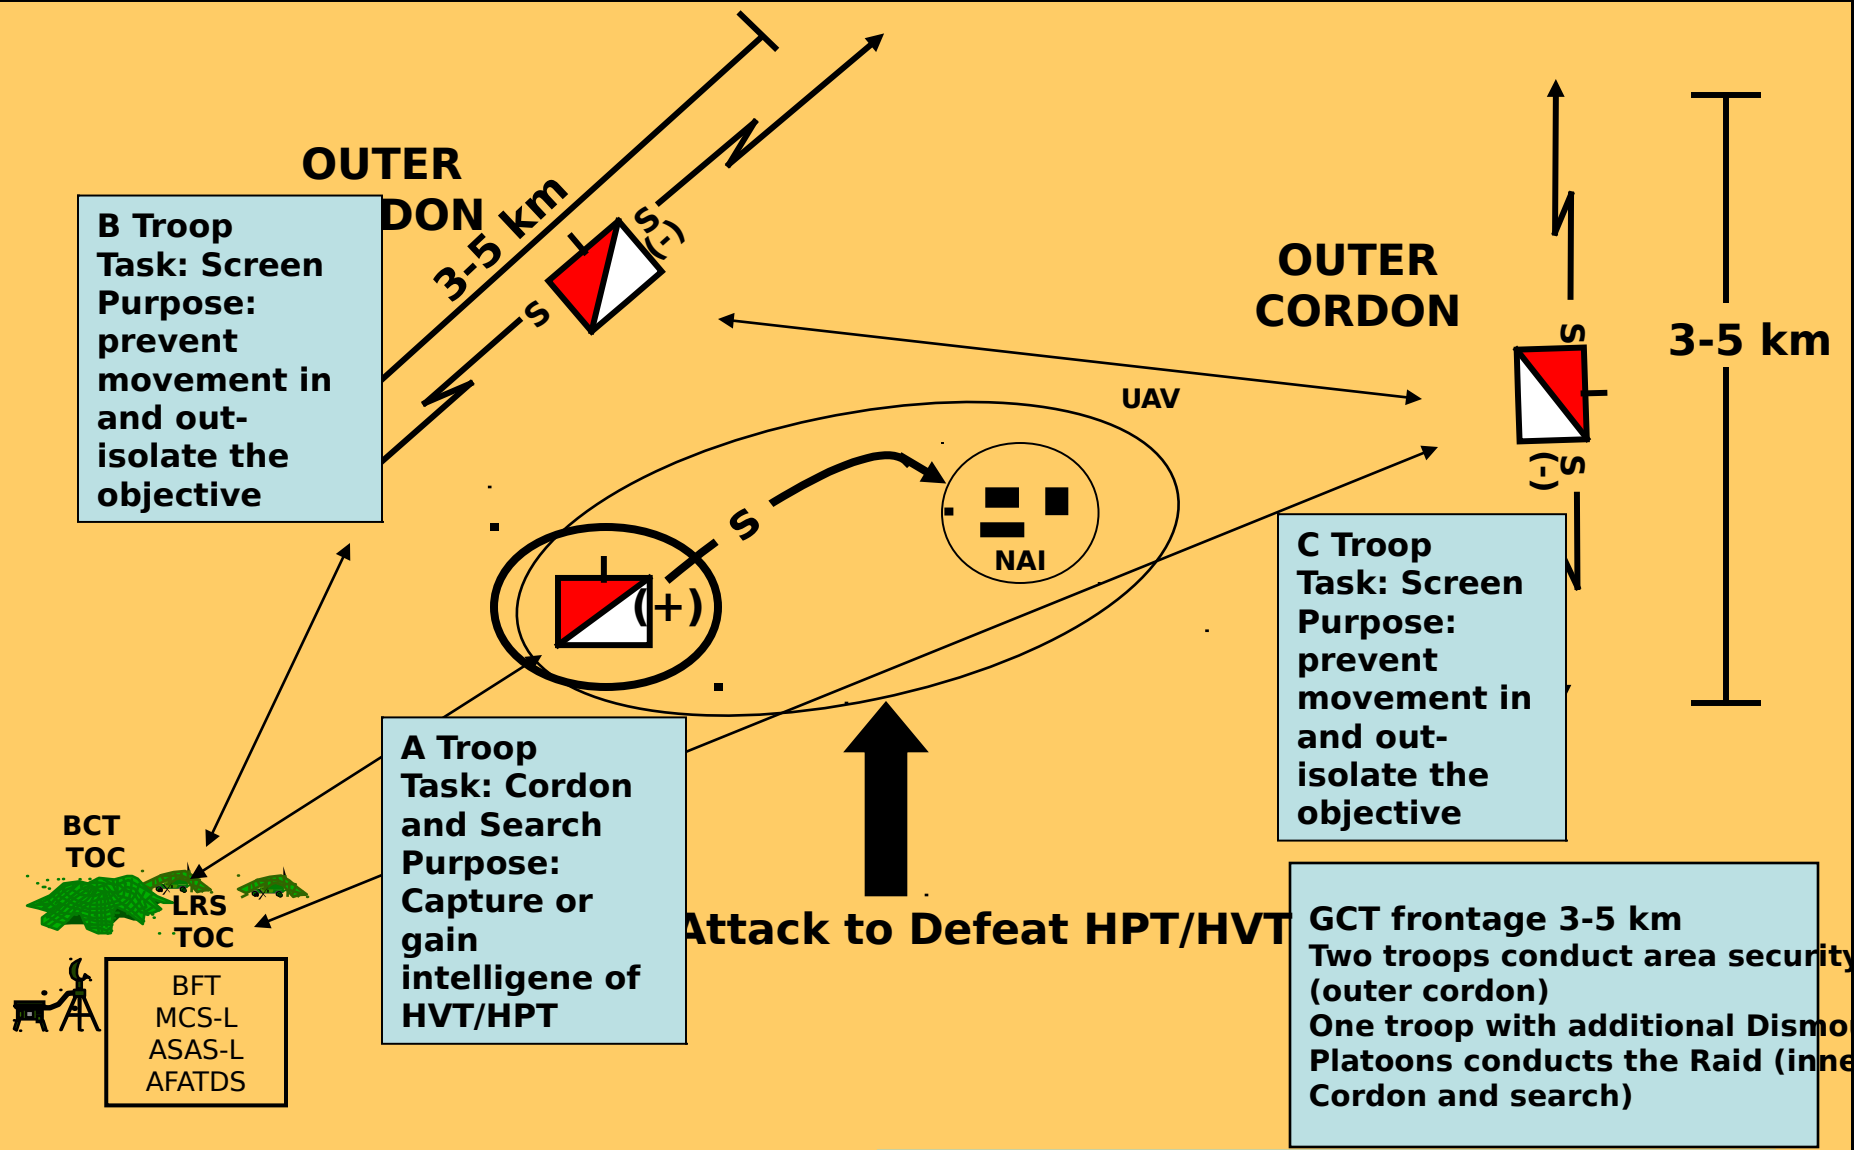 OUTER
DON
3-5 km
S
(-)
S
B Troop
Task: Screen
Purpose:
prevent
movement in
and out-
isolate the
objective
OUTER
CORDON
S
3-5 km
(-)
S
UAV
S
NAI
(+)
C Troop
Task: Screen
Purpose:
prevent
movement in
and out-
isolate the
objective
A Troop
Task: Cordon
and Search
Purpose:
Capture or
gain
intelligene of
HVT/HPT
BCT
TOC
LRS
TOC
BFT
MCS-L
ASAS-L
AFATDS
Attack to Defeat HPT/HVT
GCT frontage 3-5 km
Two troops conduct area security
(outer cordon)
One troop with additional Dismo
Platoons conducts the Raid (inne
Cordon and search)